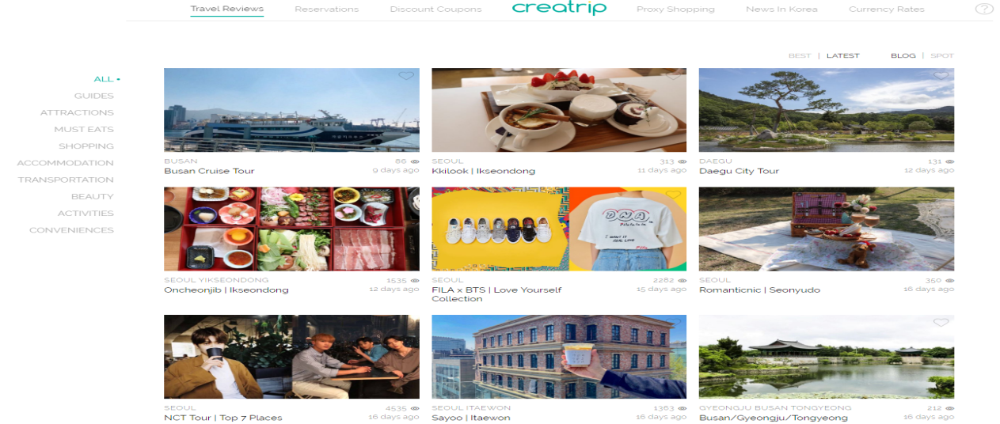 Travel Reviews
Reservations
Discount Coupons
creatrip
Proxy Shopping
News In Korea
Currency Rates
?
BEST | LATEST
BLOG | SPOT
ALL •
GUIDES
ATTRACTIONS
MUST EATS
SHOPPING
ACCOMMODATION
TRANSPORTATION
BEAUTY
ACTIVITIES
CONVENIENCES
BUSAN
86
Busan Cruise Tour
9 days ago
SEOUL
313
Kkilook | Ikseondong
11 days ago
DAEGU
131
Daegu City Tour
12 days ago
SEOUL YIKSEONDONG
1535
Oncheonjib | Ikseondong
12 days ago
DNA
I WANT IT
REAL LOVE
Fila
SEOUL
2282
FILA x BTS | Love Yourself
Collection
15 days ago
SEOUL
350
Romanticnic | Seonyudo
16 days ago
SEOUL
4535
NCT Tour | Top 7 Places
16 days ago
SEOUL ITAEWON
1363
Sayoo | Itaewon
16 days ago
GYEONGJU BUSAN TONGYEONG
212
Busan/Gyeongju/Tongyeong
16 days ago